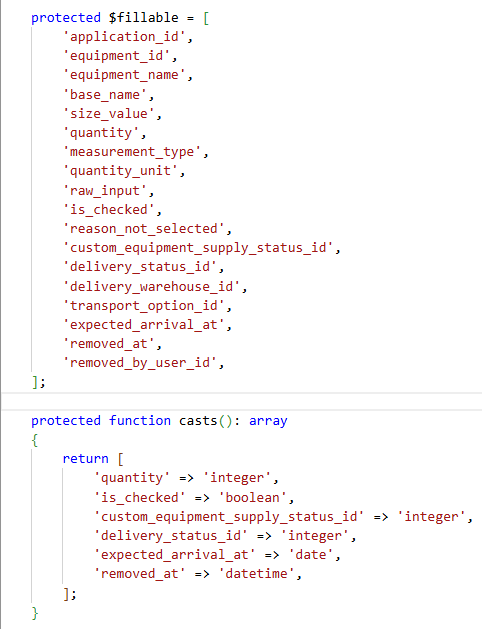 protected $fillable = [
    'application_id',
    'equipment_id',
    'equipment_name',
    'base_name',
    'size_value',
    'quantity',
    'measurement_type',
    'quantity_unit',
    'raw_input',
    'is_checked',
    'reason_not_selected',
    'custom_equipment_supply_status_id',
    'delivery_status_id',
    'delivery_warehouse_id',
    'transport_option_id',
    'expected_arrival_at',
    'removed_at',
    'removed_by_user_id',
];
protected function casts(): array
{
    return [
        'quantity' => 'integer',
        'is_checked' => 'boolean',
        'custom_equipment_supply_status_id' => 'integer',
        'delivery_status_id' => 'integer',
        'expected_arrival_at' => 'date',
        'removed_at' => 'datetime',
    ];
}